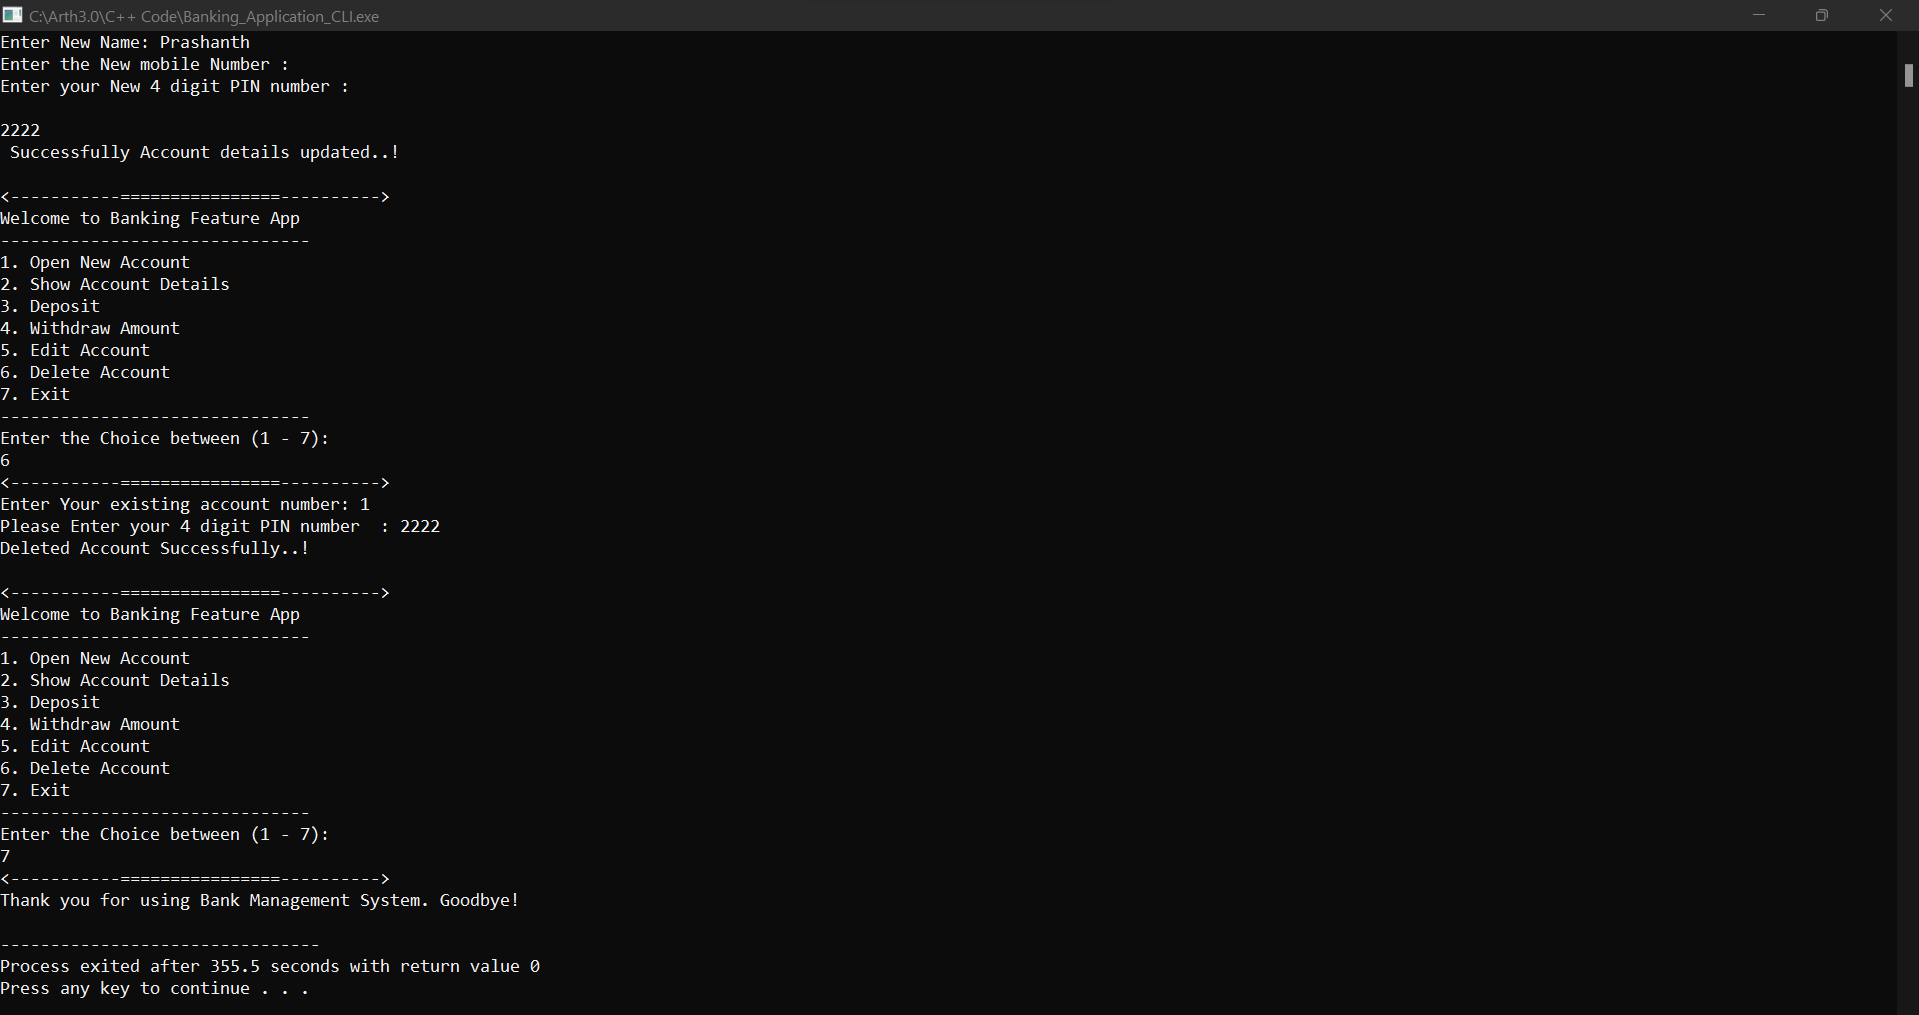 C:\Arth3.0\C++ Code\Banking_Application_CLI.exe
Enter New Name: Prashanth
Enter the New mobile Number :
Enter your New 4 digit PIN number :
2222
Successfully Account details updated..!
<-----------================---------->
Welcome to Banking Feature App
-------------------------------
1. Open New Account
2. Show Account Details
3. Deposit
4. Withdraw Amount
5. Edit Account
6. Delete Account
7. Exit
-------------------------------
Enter the Choice between (1 - 7):
6
<-----------================---------->
Enter Your existing account number: 1
Please Enter your 4 digit PIN number  : 2222
Deleted Account Successfully..!
<-----------================---------->
Welcome to Banking Feature App
-------------------------------
1. Open New Account
2. Show Account Details
3. Deposit
4. Withdraw Amount
5. Edit Account
6. Delete Account
7. Exit
-------------------------------
Enter the Choice between (1 - 7):
7
<-----------================---------->
Thank you for using Bank Management System. Goodbye!
--------------------------------
Process exited after 355.5 seconds with return value 0
Press any key to continue . . .